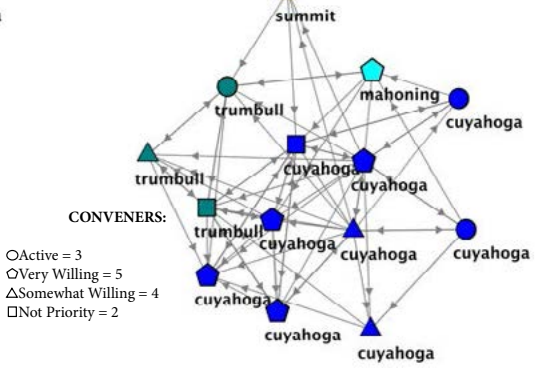 summit
mahoning
trumbull
cuyahoga
cuyahoga
cuyahoga
trumbull
CONVENERS:
trumbull
cuyahoga
cuyahoga
cuyahoga
Active = 3
Very Willing = 5
Somewhat Willing = 4
Not Priority = 2
cuyahoga
cuyahoga
cuyahoga